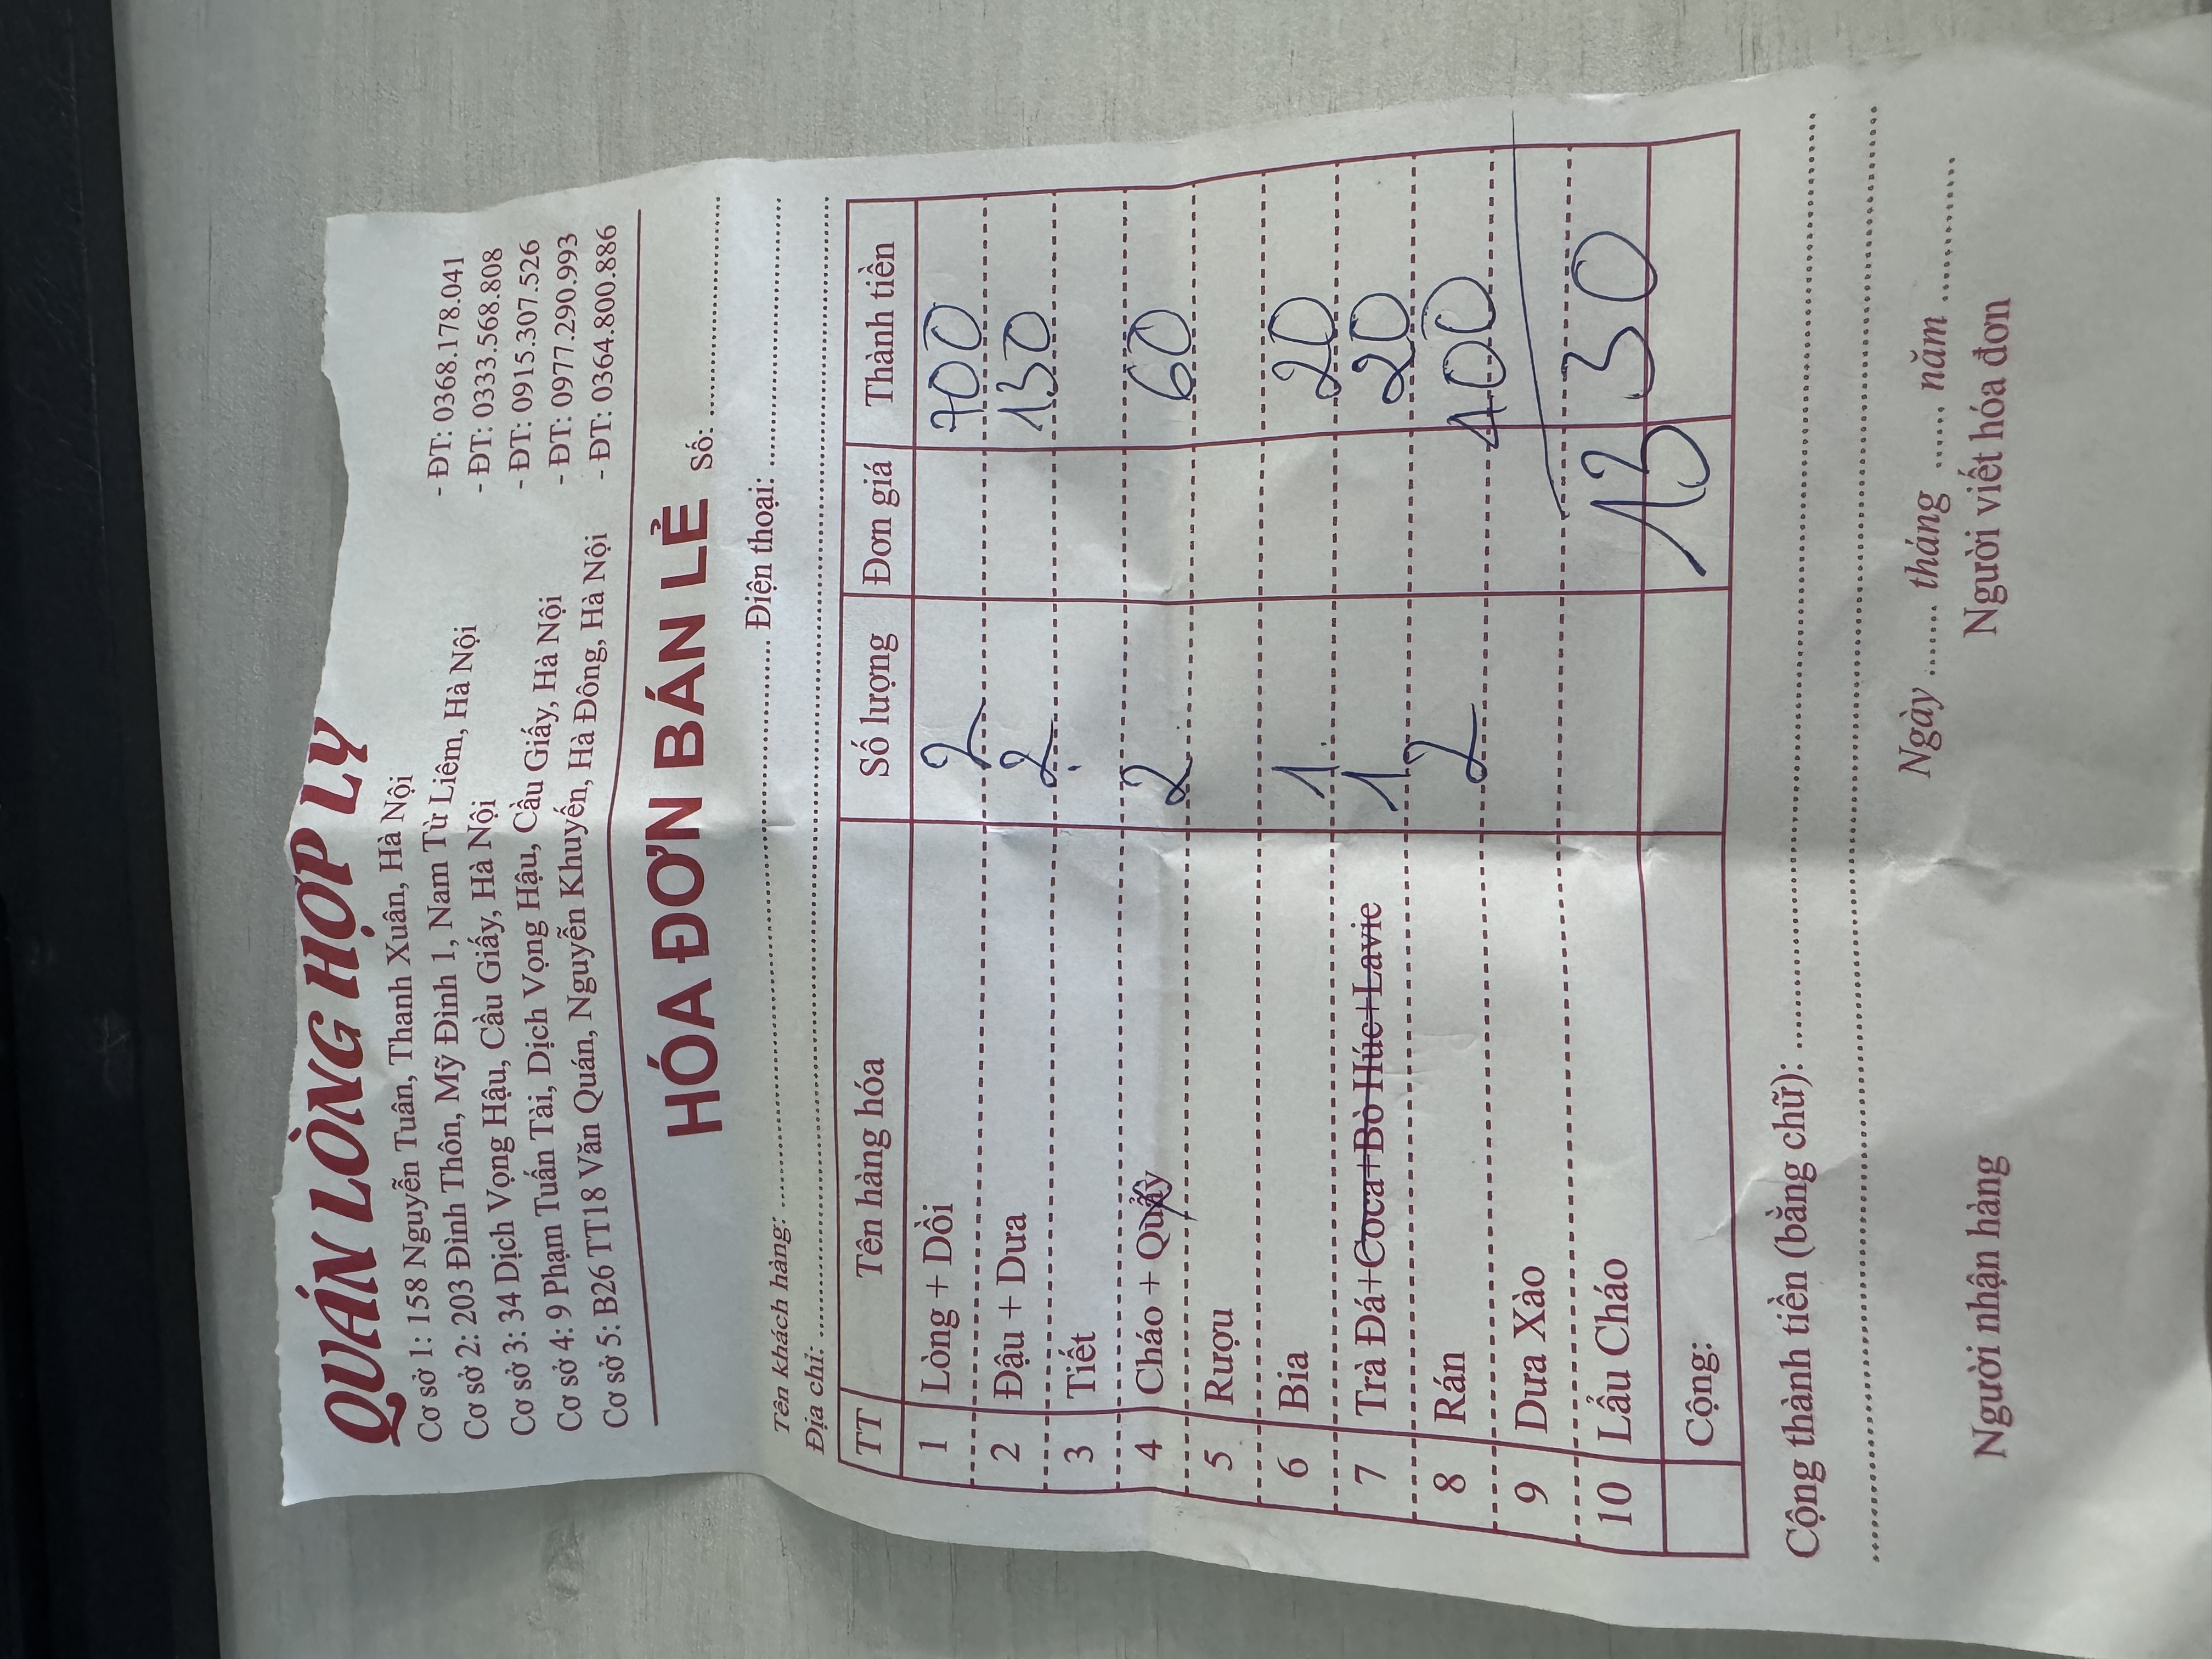 QUÁN LÒNG HỢP LÝ
Cơ sở 1: 158 Nguyễn Tuân, Thanh Xuân, Hà Nội - ĐT: 0368.178.041
Cơ sở 2: 203 Đình Thôn, Mỹ Đình 1, Nam Từ Liêm, Hà Nội - ĐT: 0333.568.808
Cơ sở 3: 34 Dịch Vọng Hậu, Cầu Giấy, Hà Nội - ĐT: 0915.307.526
Cơ sở 4: 9 Phạm Tuấn Tài, Dịch Vọng Hậu, Cầu Giấy, Hà Nội - ĐT: 0977.290.993
Cơ sở 5: B26 TT18 Văn Quán, Nguyễn Khuyến, Hà Đông, Hà Nội - ĐT: 0364.800.886
HÓA ĐƠN BÁN LẺ Số:
Tên khách hàng: Điện thoại:
Địa chỉ:
TT Tên hàng hóa Số lượng Đơn giá Thành tiền
1 Lòng + Dồi 2 700
2 Đậu + Dưa 2 130
3 Tiết
4 Cháo + Quẩy 2 60
5 Rượu
6 Bia 1 20
7 Trà Đá+Coca+Bò Húc+Lavie 1 20
8 Rán 2 400
9 Dưa Xào
10 Lẩu Cháo
1330
Cộng:
Cộng thành tiền (bằng chữ):
Ngày ....... tháng ...... năm .............
Người nhận hàng Người viết hóa đơn